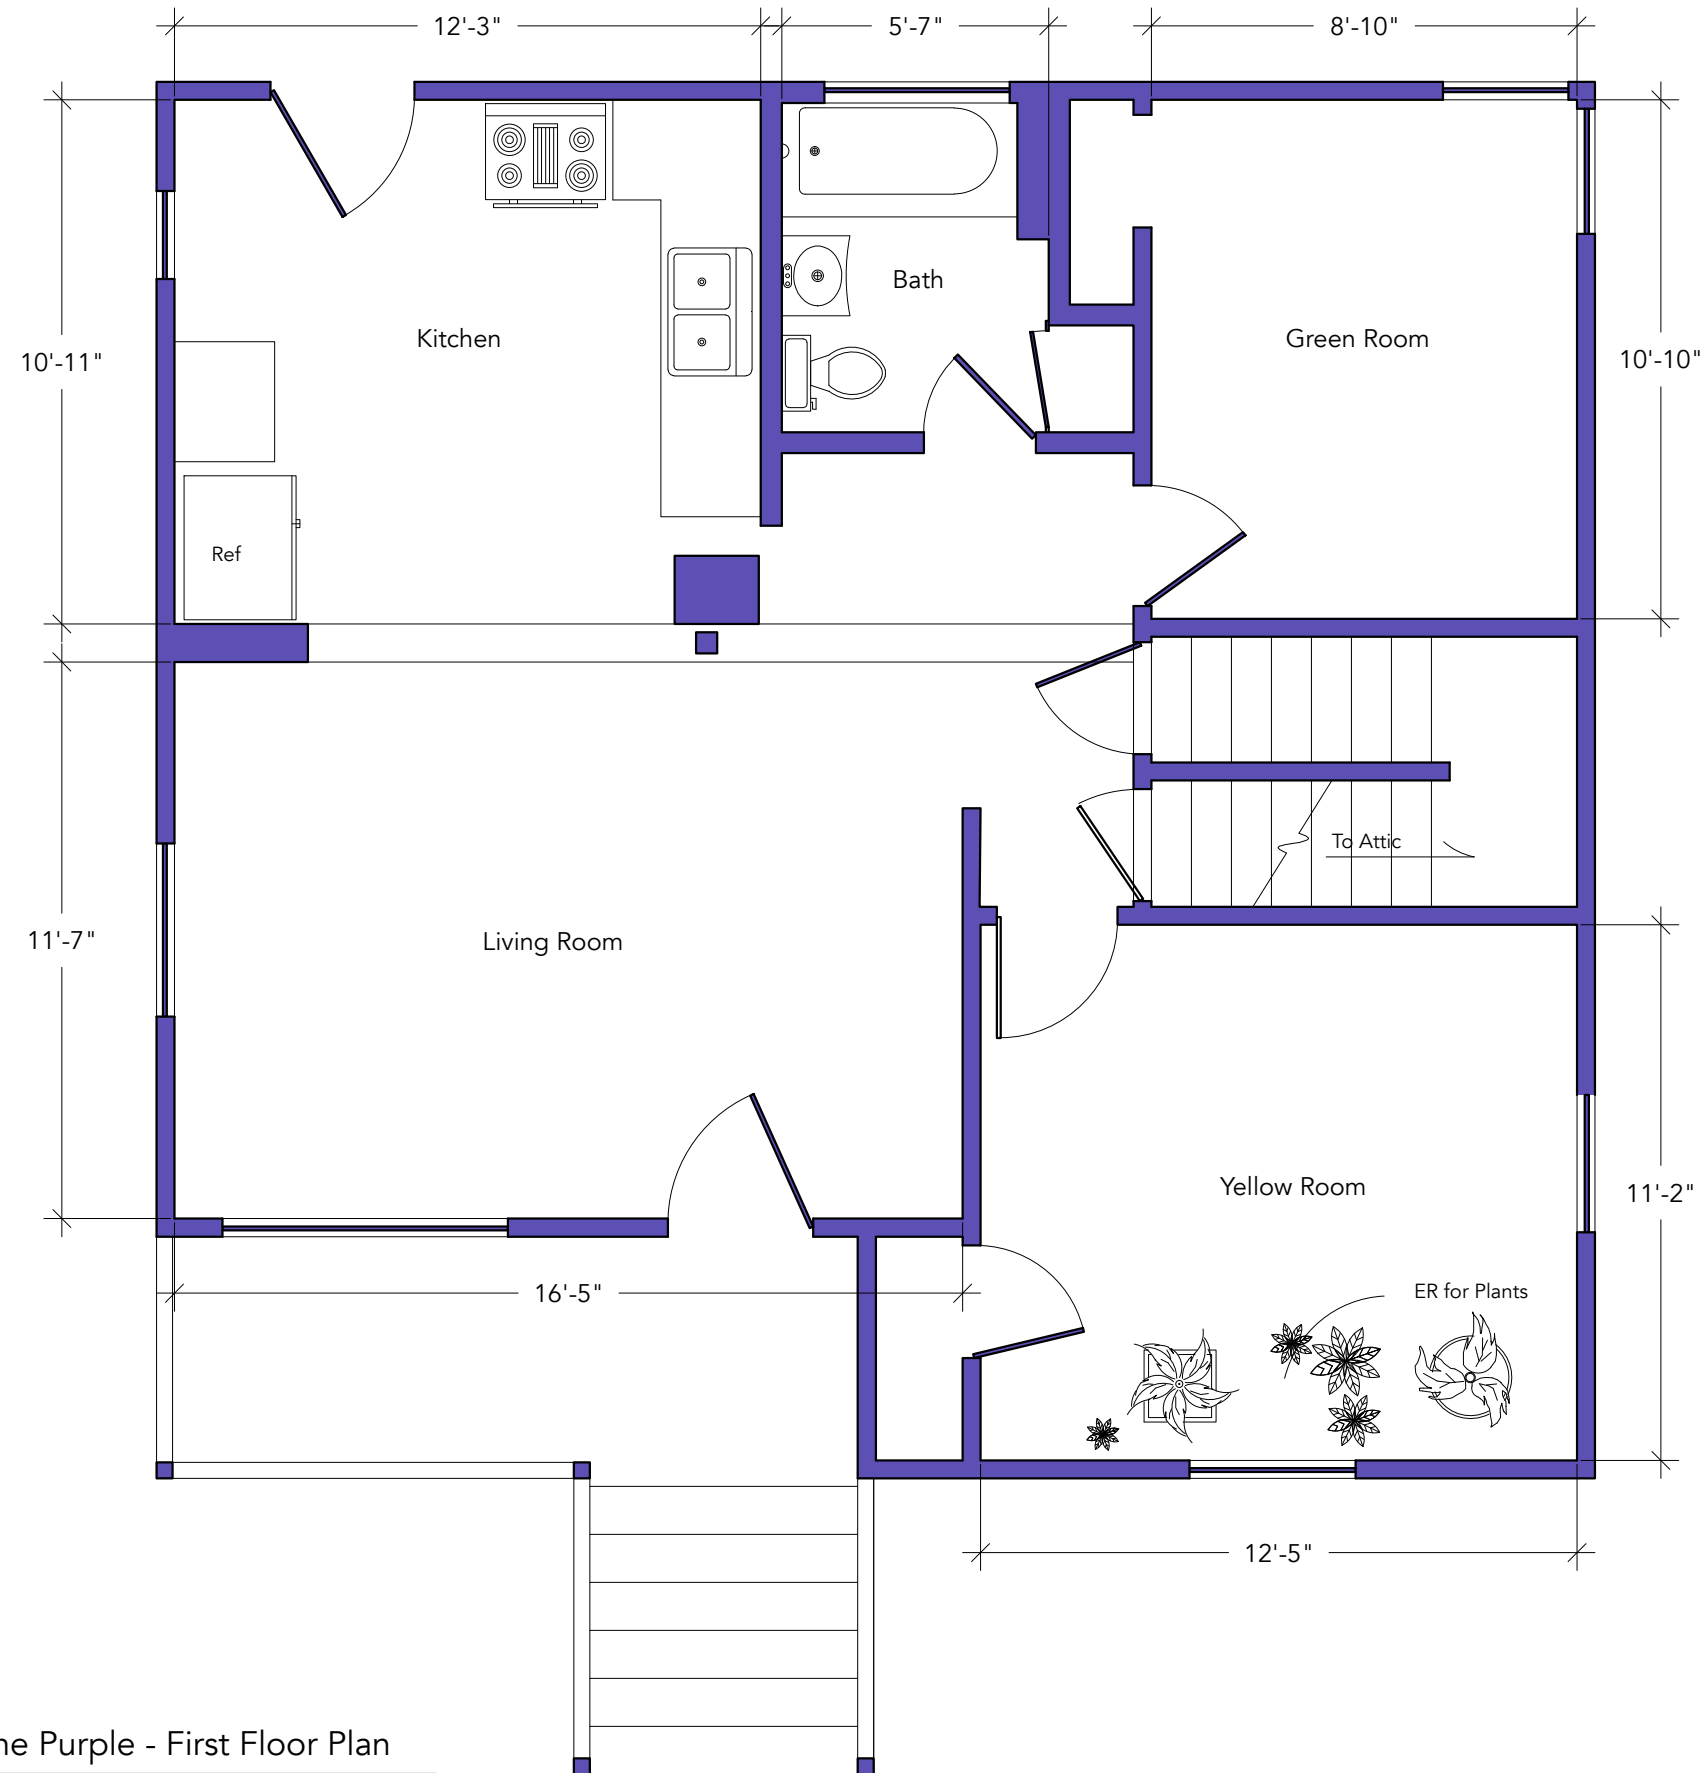 12'-3"
5'-7"
8'-10"
Bath
Kitchen
Green Room
10'-11"
10'-10"
Ref
To Attic
11'-7"
Living Room
Yellow Room
11'-2"
16'-5"
ER for Plants
12'-5"
Purple - First Floor Plan